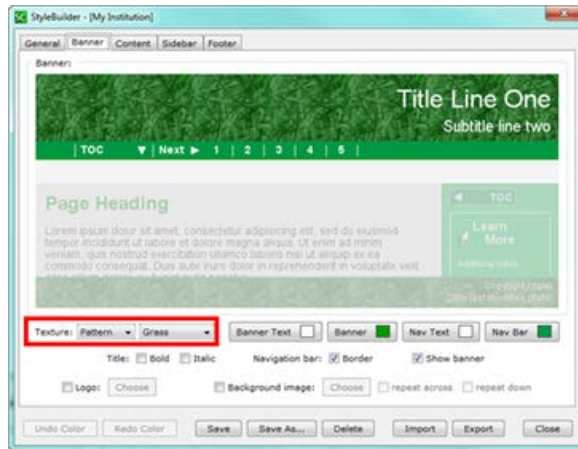 StyleBuilder - [My Institution]
General Banner Content Sidebar Footer
Banner:
Title Line One
Subtitle line two
TOC ▼ | Next ▶ 1 | 2 | 3 | 4 | 5 |
◀ TOC
Page Heading
Learn
More
Lorem ipsum dolor sit amet, consectetur adipisicing elit, sed do eiusmod
tempor incididunt ut labore et dolore magna aliqua. Ut enim ad minim
veniam, quis nostrud exercitation ullamco laboris nisi ut aliquip ex ea
commodo consequat. Duis aute irure dolor in reprehenderit in voluptate velit
Texture: Pattern Grass Banner Text Banner Nav Text Nav Bar
Title: Bold Italic Navigation bar: Border Show banner
Logo: Choose Background image: Choose repeat across repeat down
Undo Color Redo Color Save Save As... Delete Import Export Close